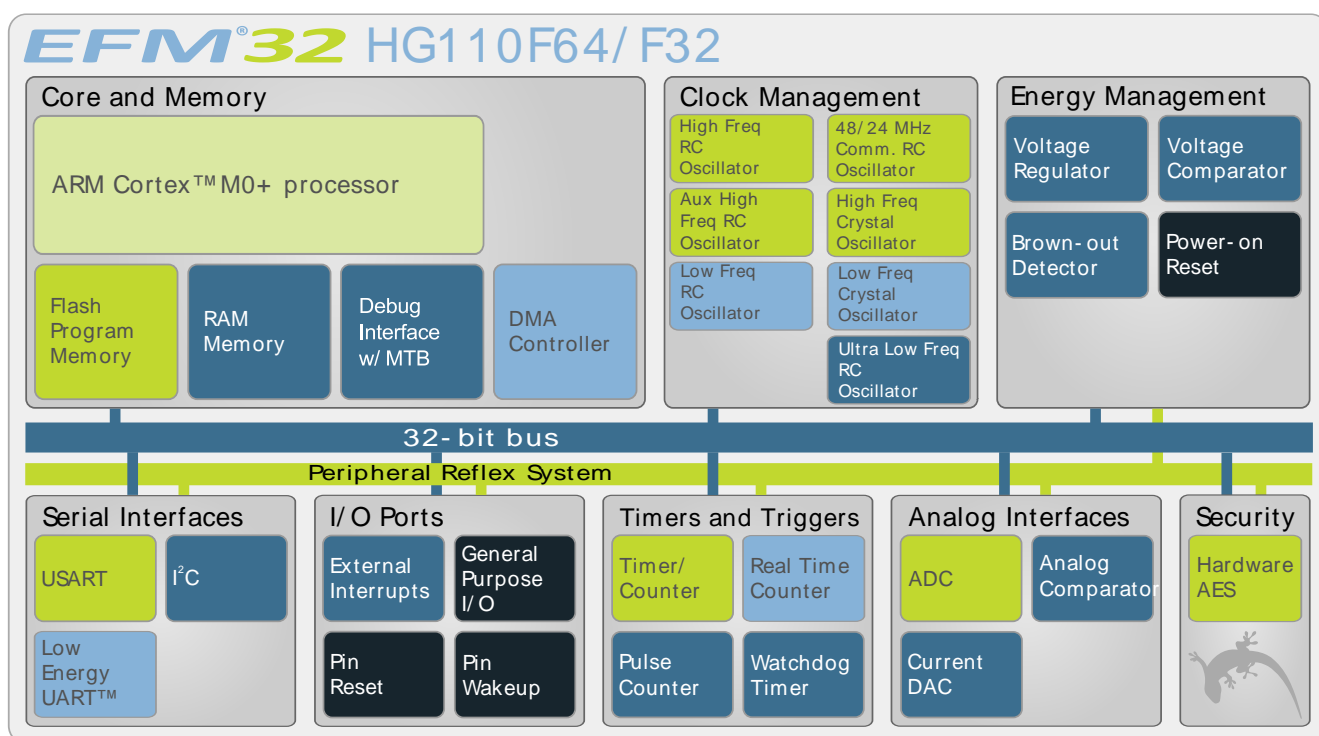 EFM®32 HG110F64/F32
Core and Memory
ARM Cortex™ M0+ processor
Flash
Program
Memory
RAM
Memory
Debug
Interface
w/ MTB
DMA
Controller
Clock Management
High Freq
RC
Oscillator
48/24 MHz
Comm. RC
Oscillator
Aux High
Freq RC
Oscillator
High Freq
Crystal
Oscillator
Low Freq
RC
Oscillator
Low Freq
Crystal
Oscillator
Ultra Low Freq
RC
Oscillator
Energy Management
Voltage
Regulator
Voltage
Comparator
Brown-out
Detector
Power-on
Reset
32-bit bus
Peripheral Reflex System
Serial Interfaces
USART
I²C
Low
Energy
UART™
I/O Ports
External
Interrupts
General
Purpose
I/O
Pin
Reset
Pin
Wakeup
Timers and Triggers
Timer/
Counter
Real Time
Counter
Pulse
Counter
Watchdog
Timer
Analog Interfaces
ADC
Analog
Comparator
Current
DAC
Security
Hardware
AES